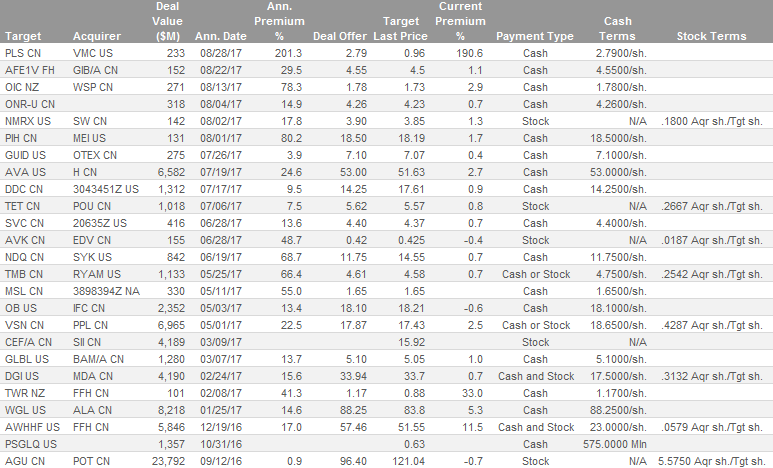 Target Acquirer Deal Value ($M) Ann. Date Ann. Premium % Deal Offer Target Last Price Current Premium % Payment Type Cash Terms Stock Terms
PLS CN VMC US 233 08/28/17 201.3 2.79 0.96 190.6 Cash 2.7900/sh.
AFE1V FH GIB/A CN 152 08/22/17 29.5 4.55 4.5 1.1 Cash 4.5500/sh.
OIC NZ WSP CN 271 08/13/17 78.3 1.78 1.73 2.9 Cash 1.7800/sh.
ONR-U CN 318 08/04/17 14.9 4.26 4.23 0.7 Cash 4.2600/sh.
NMRX US SW CN 142 08/02/17 17.8 3.90 3.85 1.3 Stock N/A .1800 Aqr sh./Tgt sh.
PIH CN MEI US 131 08/01/17 80.2 18.50 18.19 1.7 Cash 18.5000/sh.
GUID US OTEX CN 275 07/26/17 3.9 7.10 7.07 0.4 Cash 7.1000/sh.
AVA US H CN 6,582 07/19/17 24.6 53.00 51.63 2.7 Cash 53.0000/sh.
DDC CN 3043451Z US 1,312 07/17/17 9.5 14.25 17.61 0.9 Cash 14.2500/sh.
TET CN POU CN 1,018 07/06/17 7.5 5.62 5.57 0.8 Stock N/A .2667 Aqr sh./Tgt sh.
SVC CN 20635Z US 416 06/28/17 13.6 4.40 4.37 0.7 Cash 4.4000/sh.
AVK CN EDV CN 155 06/28/17 48.7 0.42 0.425 -0.4 Stock N/A .0187 Aqr sh./Tgt sh.
NDQ CN SYK US 842 06/19/17 68.7 11.75 14.55 0.7 Cash 11.7500/sh.
TMB CN RYAM US 1,133 05/25/17 66.4 4.61 4.58 0.7 Cash or Stock 4.7500/sh. .2542 Aqr sh./Tgt sh.
MSL CN 3898394Z NA 330 05/11/17 55.0 1.65 1.65 Cash 1.6500/sh.
OB US IFC CN 2,352 05/03/17 13.4 18.10 18.21 -0.6 Cash 18.1000/sh.
VSN CN PPL CN 6,965 05/01/17 22.5 17.87 17.43 2.5 Cash or Stock 18.6500/sh. .4287 Aqr sh./Tgt sh.
CEF/A CN SII CN 4,189 03/09/17 15.92 Stock N/A
GLBL US BAM/A CN 1,280 03/07/17 13.7 5.10 5.05 1.0 Cash 5.1000/sh.
DGI US MDA CN 4,190 02/24/17 15.6 33.94 33.7 0.7 Cash and Stock 17.5000/sh. .3132 Aqr sh./Tgt sh.
TWR NZ FFH CN 101 02/08/17 41.3 1.17 0.88 33.0 Cash 1.1700/sh.
WGL US ALA CN 8,218 01/25/17 14.6 88.25 83.8 5.3 Cash 88.2500/sh.
AWHHF US FFH CN 5,846 12/19/16 17.0 57.46 51.55 11.5 Cash and Stock 23.0000/sh. .0579 Aqr sh./Tgt sh.
PSGLQ US 1,357 10/31/16 0.63 Cash 575.0000 Mln
AGU CN POT CN 23,792 09/12/16 0.9 96.40 121.04 -0.7 Stock N/A 5.5750 Aqr sh./Tgt sh.